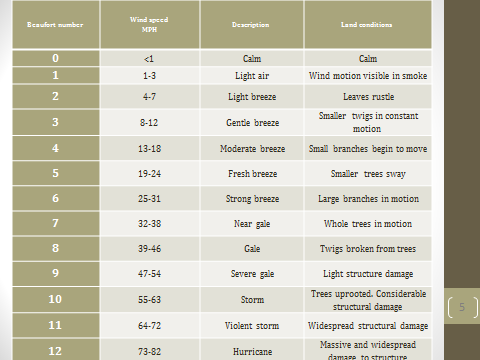 Beaufort number Wind speed Description Land conditions
MPH
0 <1 Calm Calm
1 1-3 Light air Wind motion visible in smoke
2 4-7 Light breeze Leaves rustle
3 8-12 Gentle breeze Smaller twigs in constant
motion
4 13-18 Moderate breeze Small branches begin to move
5 19-24 Fresh breeze Smaller trees sway
6 25-31 Strong breeze Large branches in motion
7 32-38 Near gale Whole trees in motion
8 39-46 Gale Twigs broken from trees
9 47-54 Severe gale Light structure damage
10 55-63 Storm Trees uprooted. Considerable
structural damage
11 64-72 Violent storm Widespread structural damage
12 73-82 Hurricane Massive and widespread
damage to structure
5